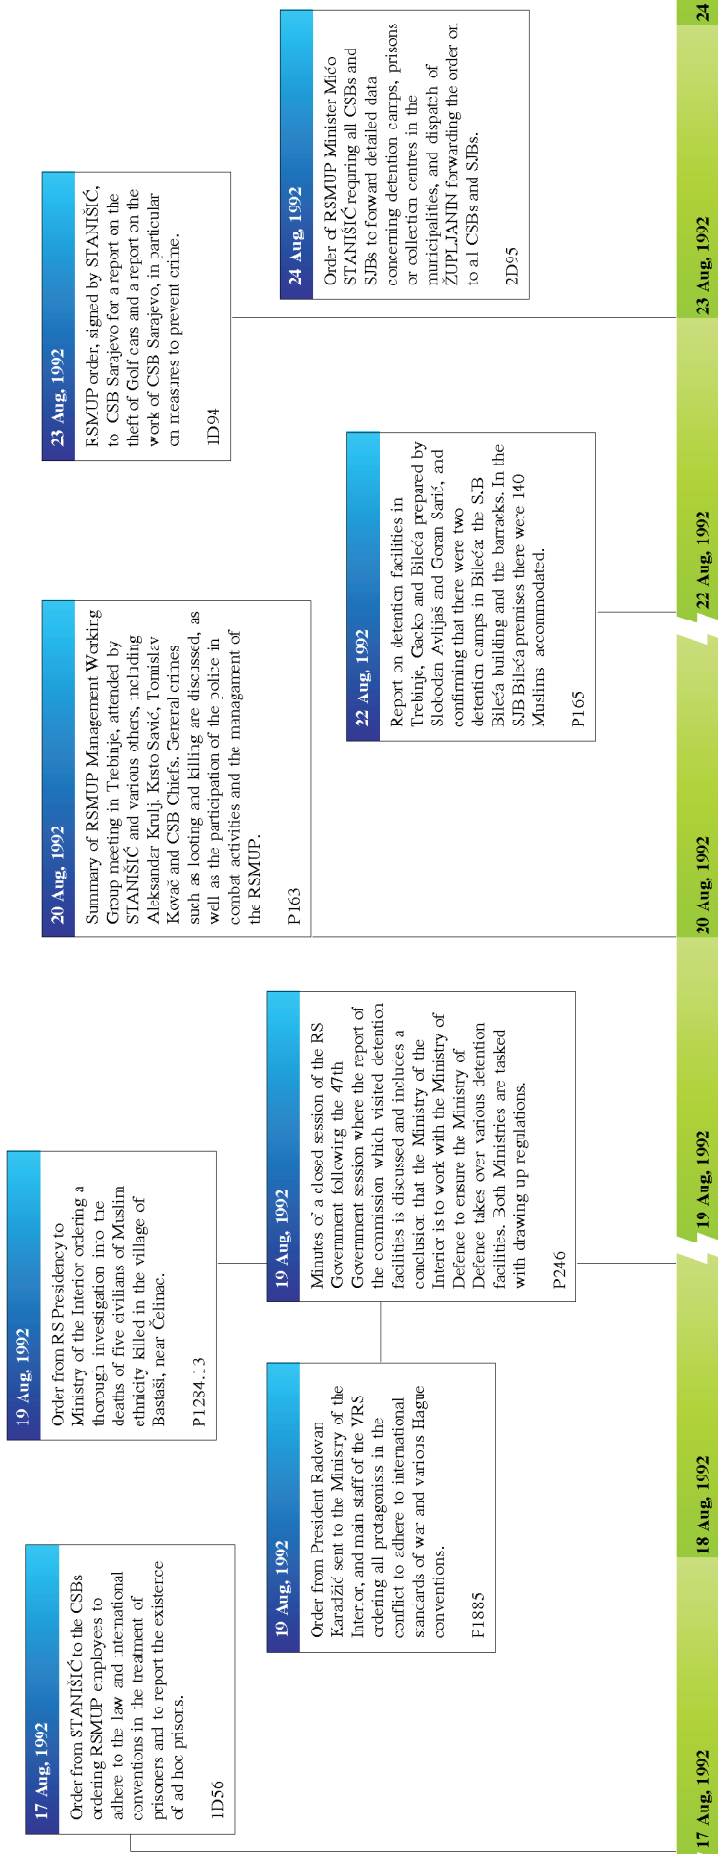 17 Aug, 1992
Order from STANIŠIĆ to the CSBs
ordering RSMUP employees to
adhere to the law and international
conventions in the treatment of
prisoners and to report the existence
of ad hoc prisons.
1D56
19 Aug, 1992
Order from RS Presidency to
Ministry of the Interior ordering a
thorough investigation into the
deaths of five civilians of Muslim
ethnicity killed in the village of
Bastaši, near Čelinac.
P1284.13
19 Aug, 1992
Order from President Radovan
Karadžić sent to the Ministry of the
Interior, and main staff of the VRS
ordering all protagonists in the
conflict to adhere to international
standards of war and various Hague
conventions.
P1885
19 Aug, 1992
Minutes of a closed session of the RS
Government following the 47th
Government session where the report of
the commission which visited detention
facilities is discussed and includes a
conclusion that the Ministry of the
Interior is to work with the Ministry of
Defence to ensure the Ministry of
Defence takes over various detention
facilities. Both Ministries are tasked
with drawing up regulations.
P246
20 Aug, 1992
Summary of RSMUP Management Working
Group meeting in Trebinje, attended by
STANIŠIĆ and various others, including
Aleksandar Krulj, Krsto Savić, Tomislav
Kovač and CSB Chiefs. General crimes
such as looting and killing are discussed, as
well as the participation of the police in
combat activities and the managament of
the RSMUP.
P163
22 Aug, 1992
Report on detention facilities in
Trebinje, Gacko and Bileća prepared by
Slobodan Avlijaš and Goran Sarić, and
confirming that there were two
detention camps in Bileća: the SJB
Bileća building and the barracks. In the
SJB Bileća premises there were 140
Muslims accommodated.
P165
23 Aug, 1992
RSMUP order, signed by STANIŠIĆ,
to CSB Sarajevo for a report on the
theft of Golf cars and a report on the
work of CSB Sarajevo, in particular
on measures to prevent crime.
1D94
24 Aug, 1992
Order of RSMUP Minister Mićo
STANIŠIĆ requring all CSBs and
SJBs to forward detailed data
concerning detention camps, prisons
or collection centres in the
municipalities, and dispatch of
ŽUPLJANIN forwarding the order on
to all CSBs and SJBs.
2D95
17 Aug, 1992
18 Aug, 1992
19 Aug, 1992
20 Aug, 1992
22 Aug, 1992
23 Aug, 1992
24